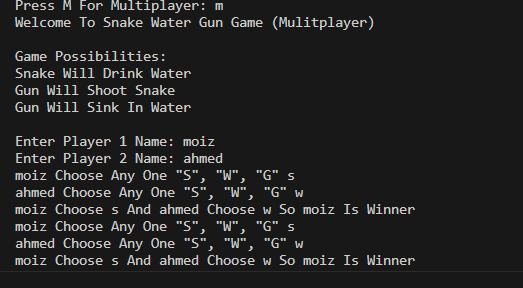 Press M For Multiplayer: m
Welcome To Snake Water Gun Game (Mulitplayer)
Game Possibilities:
Snake Will Drink Water
Gun Will Shoot Snake
Gun Will Sink In Water
Enter Player 1 Name: moiz
Enter Player 2 Name: ahmed
moiz Choose Any One "S", "W", "G" s
ahmed Choose Any One "S", "W", "G" w
moiz Choose s And ahmed Choose w So moiz Is Winner
moiz Choose Any One "S", "W", "G" s
ahmed Choose Any One "S", "W", "G" w
moiz Choose s And ahmed Choose w So moiz Is Winner